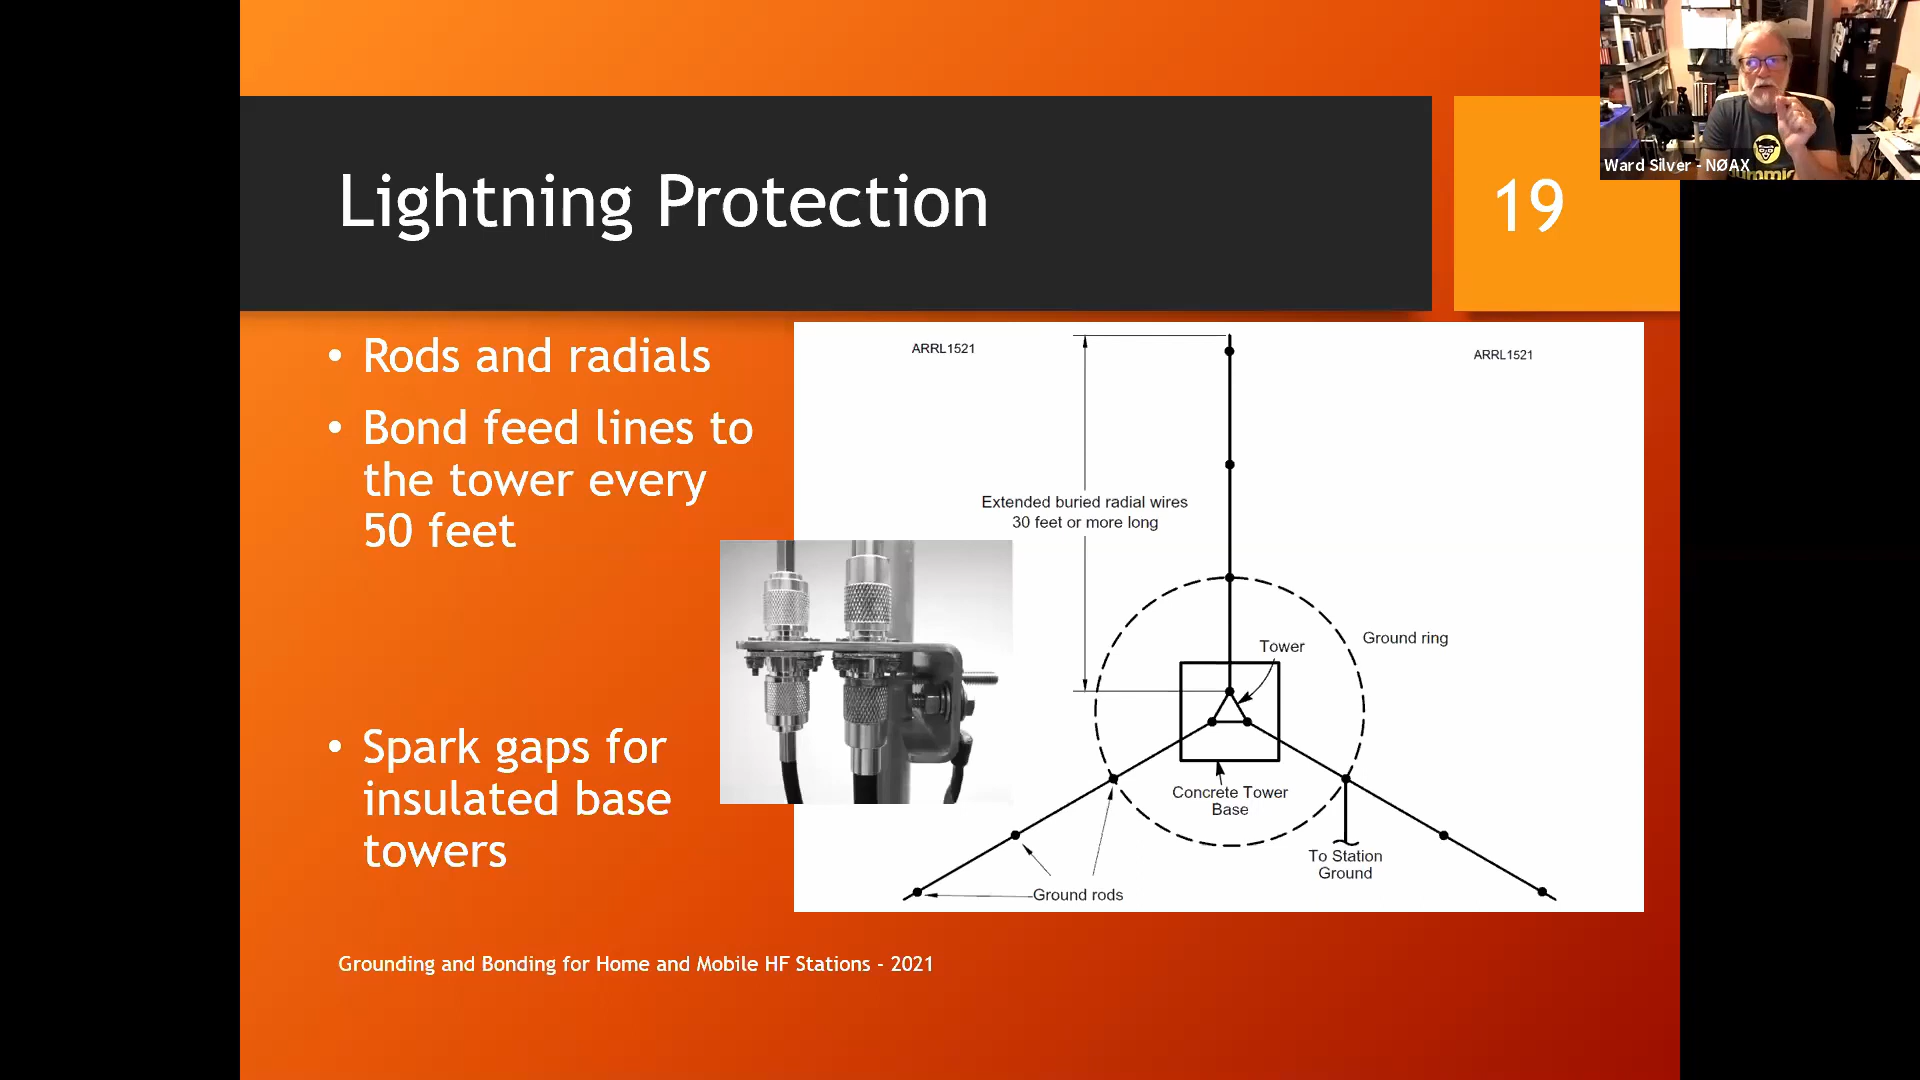 Lightning Protection
19
Ward Silver - NØAX
• Rods and radials
• Bond feed lines to
the tower every
50 feet
• Spark gaps for
insulated base
towers
ARRL1521
ARRL1521
Extended buried radial wires
30 feet or more long
Tower
Ground ring
Concrete Tower
Base
To Station
Ground
Ground rods
Grounding and Bonding for Home and Mobile HF Stations - 2021